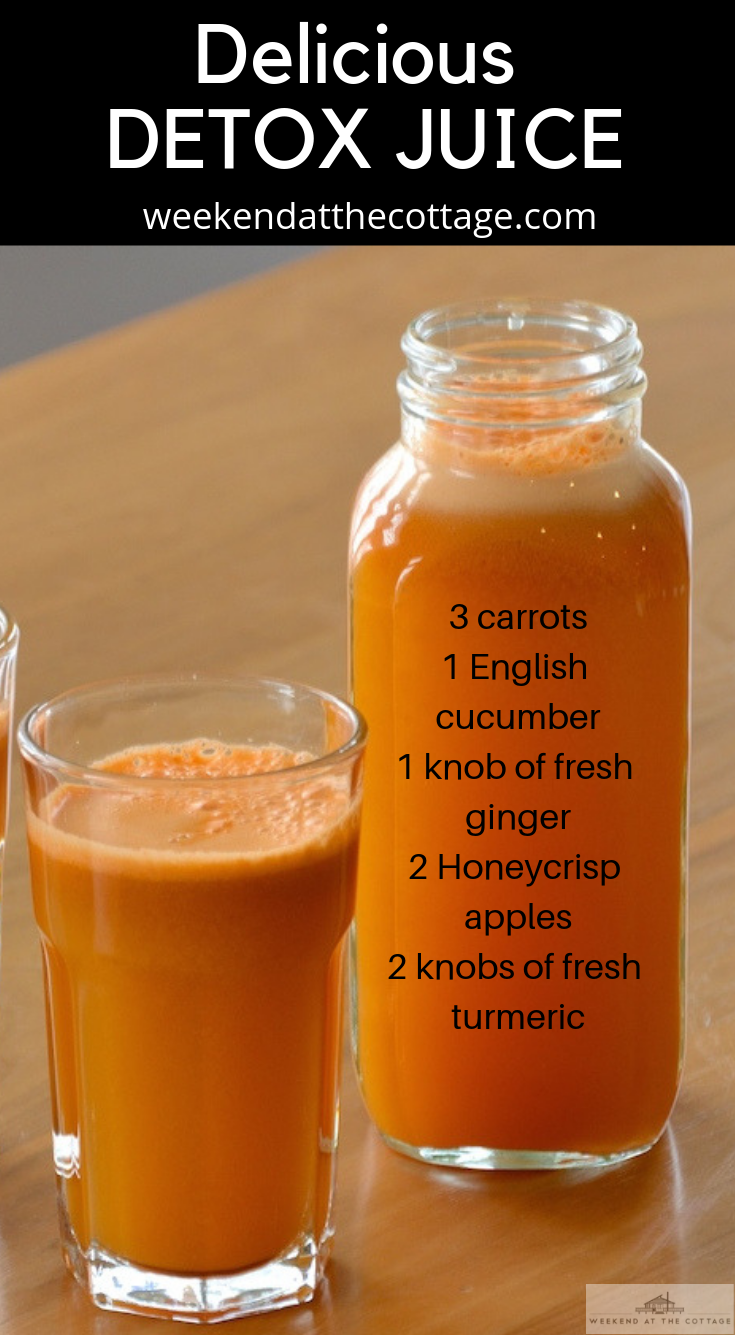 Delicious
DETOX JUICE
weekendatthecottage.com
3 carrots
1 English
cucumber
1 knob of fresh
ginger
2 Honeycrisp
apples
2 knobs of fresh
turmeric
WEEKEND AT THE COTTAGE